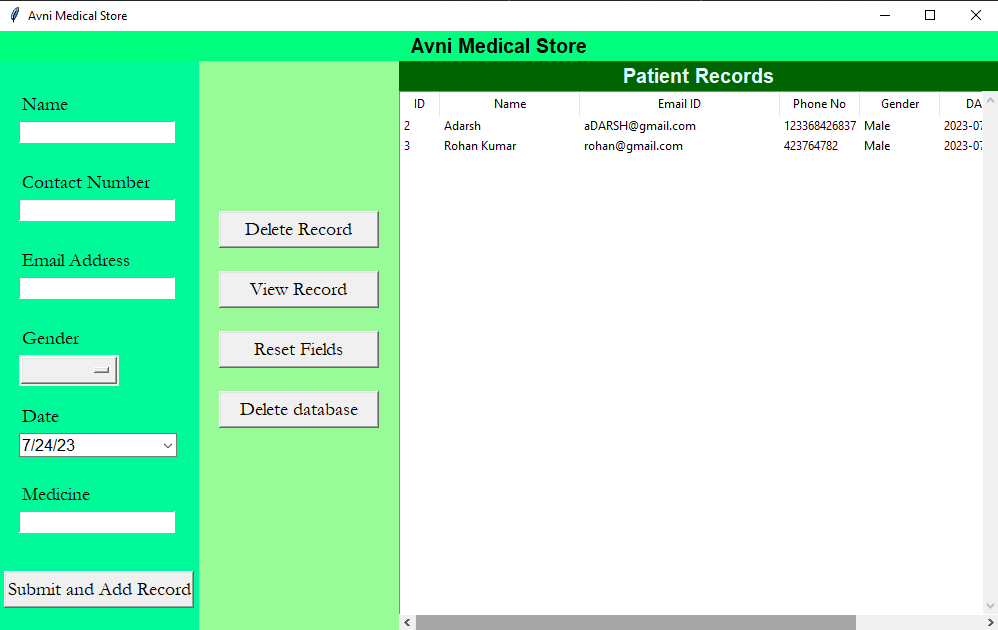 Avni Medical Store
Avni Medical Store
Name
Contact Number
Email Address
Gender
Date
7/24/23
Medicine
Submit and Add Record
Delete Record
View Record
Reset Fields
Delete database
Patient Records
ID Name Email ID Phone No Gender DA
2 Adarsh aDARSH@gmail.com 123368426837 Male 2023-07
3 Rohan Kumar rohan@gmail.com 423764782 Male 2023-07